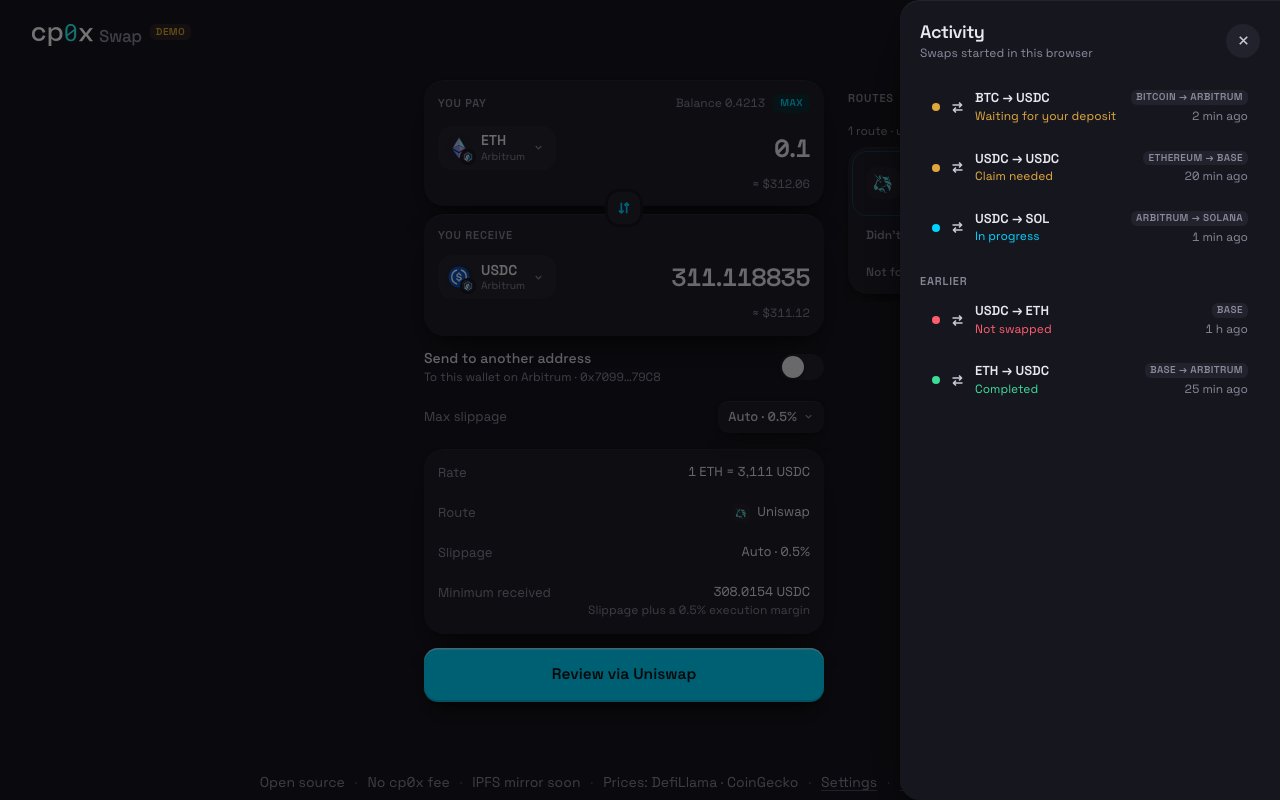 cp0x Swap DEMO
YOU PAY
Balance 0.4213 MAX
ETH
Arbitrum
0.1
≈ $312.06
YOU RECEIVE
USDC
Arbitrum
311.118835
≈ $311.12
Send to another address
To this wallet on Arbitrum · 0x7099…79C8
Max slippage
Auto · 0.5%
Rate
1 ETH = 3,111 USDC
Route
Uniswap
Slippage
Auto · 0.5%
Minimum received
308.0154 USDC
Slippage plus a 0.5% execution margin
Review via Uniswap
ROUTES
1 route ·
Didn't
Not
Open source · No cp0x fee · IPFS mirror soon · Prices: DefiLlama · CoinGecko · Settings ·
Activity
Swaps started in this browser
BTC → USDC
BITCOIN → ARBITRUM
Waiting for your deposit
2 min ago
USDC → USDC
ETHEREUM → BASE
Claim needed
20 min ago
USDC → SOL
ARBITRUM → SOLANA
In progress
1 min ago
EARLIER
USDC → ETH
BASE
Not swapped
1 h ago
ETH → USDC
BASE → ARBITRUM
Completed
25 min ago